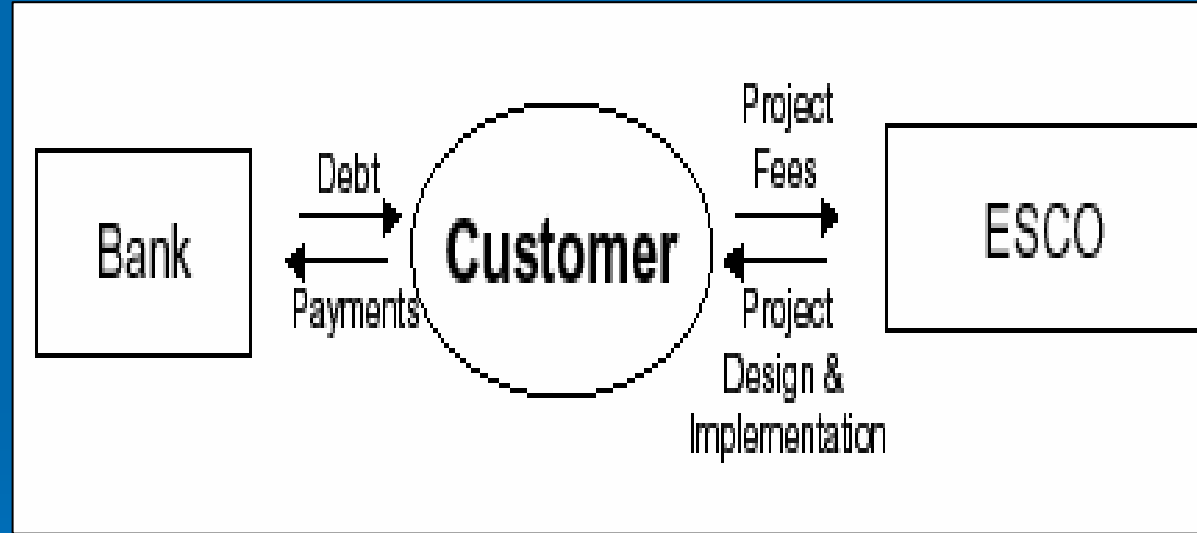 Bank
Debt
Payments
Customer
Project
Fees
Project
Design &
Implementation
ESCO